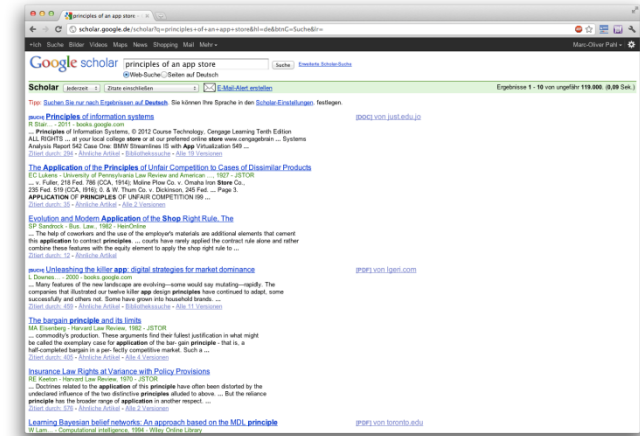 principles of an app store -
scholar.google.de/scholar?q=principles+of+an+app+store&hl=de&btnG=Suche&lr=
+Ich Suche Bilder Videos Maps News Shopping Mail Mehr
Marc-Oliver Pahl
Google scholar principles of an app store Suche Erweiterte Scholar-Suche
Web-Suche Seiten auf Deutsch
Scholar Jederzeit Zitate einschließen E-Mail-Alert erstellen Ergebnisse 1 - 10 von ungefähr 119.000. (0,09 Sek.)
Tipp: Suchen Sie nur nach Ergebnissen auf Deutsch. Sie können Ihre Sprache in den Scholar-Einstellungen. festlegen.
[BUCH] Principles of information systems [DOC] von just.edu.jo
R Stair... - 2011 - books.google.com
... Principles of Information Systems, © 2012 Course Technology, Cengage Learning Tenth Edition
ALL RIGHTS ... at your local college store or at our preferred online store www.cengagebrain ... Systems
Analysis Report 542 Case One: BMW Streamlines IS with App Virtualization 549 ...
Zitiert durch: 294 - Ähnliche Artikel - Bibliothekssuche - Alle 19 Versionen
The Application of the Principles of Unfair Competition to Cases of Dissimilar Products
EC Lukens - University of Pennsylvania Law Review and American ..., 1927 - JSTOR
... v. Fuller, 218 Fed. 786 (CCA, 1914); Moline Plow Co. v. Omaha Iron Store Co.,
235 Fed. 519 (CCA, 1916); 0. & W. Thum Co. v. Dickinson, 245 Fed. ... Page 3.
APPLICATION OF PRINCIPLES OF UNFAIR COMPETITION I99 ...
Zitiert durch: 35 - Ähnliche Artikel - Alle 2 Versionen
Evolution and Modern Application of the Shop Right Rule, The
SP Sandrock - Bus. Law., 1982 - HeinOnline
... The help of coworkers and the use of the employer's materials are additional elements that cement
this application to contract principles. ... courts have rarely applied the contract rule alone and rather
combine these features with the equity element to apply the shop right rule to ...
Zitiert durch: 12 - Ähnliche Artikel
[BUCH] Unleashing the killer app: digital strategies for market dominance [PDF] von lgeri.com
L Downes... - 2000 - books.google.com
... Many features of the new landscape are evolving—some would say mutating—rapidly. The
companies that illustrated our twelve killer app design principles have continued to adapt, some
successfully and others not. Some have grown into household brands. ...
Zitiert durch: 459 - Ähnliche Artikel - Bibliothekssuche - Alle 11 Versionen
The bargain principle and its limits
MA Eisenberg - Harvard Law Review, 1982 - JSTOR
... commodity's production. These arguments find their fullest justification in what might
be called the exemplary case for application of the bar- gain principle - that is, a
half-completed bargain in a per- fectly competitive market. Such a ...
Zitiert durch: 405 - Ähnliche Artikel - Alle 4 Versionen
Insurance Law Rights at Variance with Policy Provisions
RE Keeton - Harvard Law Review, 1970 - JSTOR
... Doctrines related to the application of this principle have often been distorted by the
undeclared influence of the two distinctive principles alluded to above. ... But the reliance
principle has the broader range of application in another respect. ...
Zitiert durch: 576 - Ähnliche Artikel - Alle 2 Versionen
Learning Bayesian belief networks: An approach based on the MDL principle [PDF] von toronto.edu
W Lam... - Computational intelligence, 1994 - Wiley Online Library